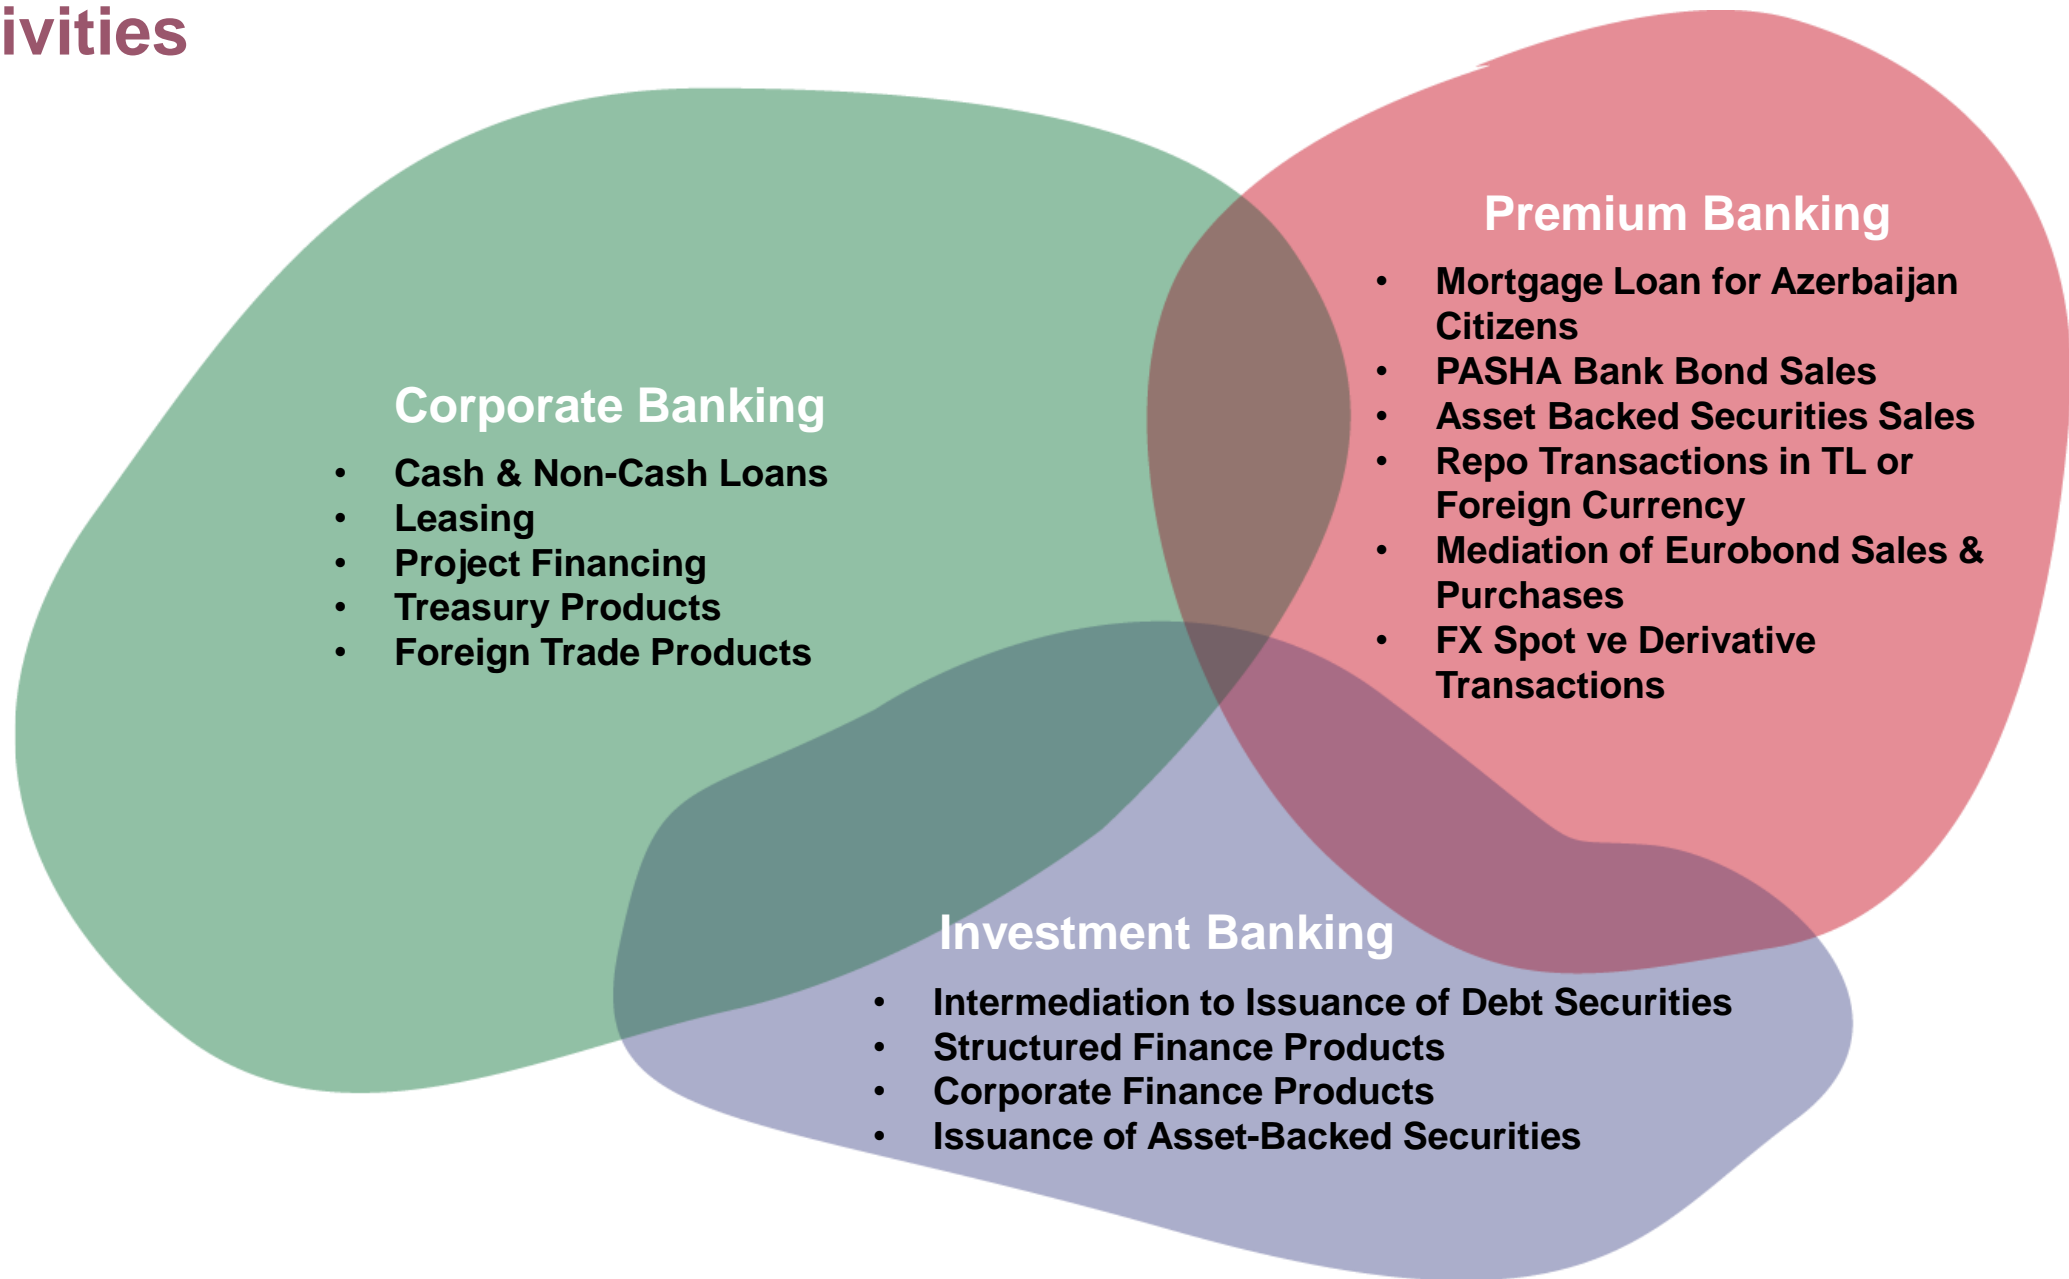 ivities
Corporate Banking
• Cash & Non-Cash Loans
• Leasing
• Project Financing
• Treasury Products
• Foreign Trade Products
Premium Banking
• Mortgage Loan for Azerbaijan
Citizens
• PASHA Bank Bond Sales
• Asset Backed Securities Sales
• Repo Transactions in TL or
Foreign Currency
• Mediation of Eurobond Sales &
Purchases
• FX Spot ve Derivative
Transactions
Investment Banking
• Intermediation to Issuance of Debt Securities
• Structured Finance Products
• Corporate Finance Products
• Issuance of Asset-Backed Securities